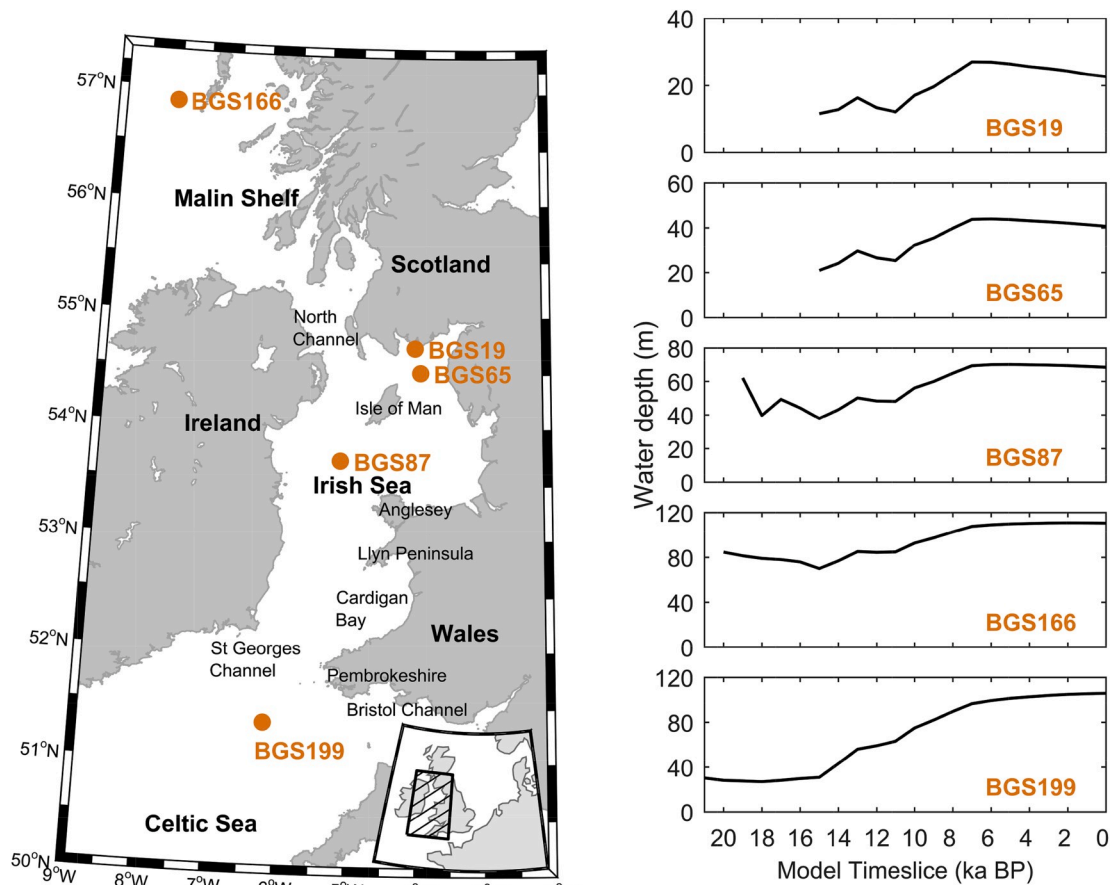 57°N
56°N
55°N
54°N
53°N
52°N
51°N
50°N
9°W
8°W
7°W
BGS166
Malin Shelf
Scotland
North
Channel
BGS19
BGS65
Isle of Man
Ireland
BGS87
Irish Sea
Anglesey
Llyn Peninsula
Cardigan
Bay
Wales
St Georges
Channel
Pembrokeshire
Bristol Channel
BGS199
Celtic Sea
Water depth (m)
40
20
0
BGS19
60
40
20
0
BGS65
80
60
40
20
0
BGS87
120
80
40
0
BGS166
120
80
40
0
BGS199
20 18 16 14 12 10 8 6 4 2 0
Model Timeslice (ka BP)